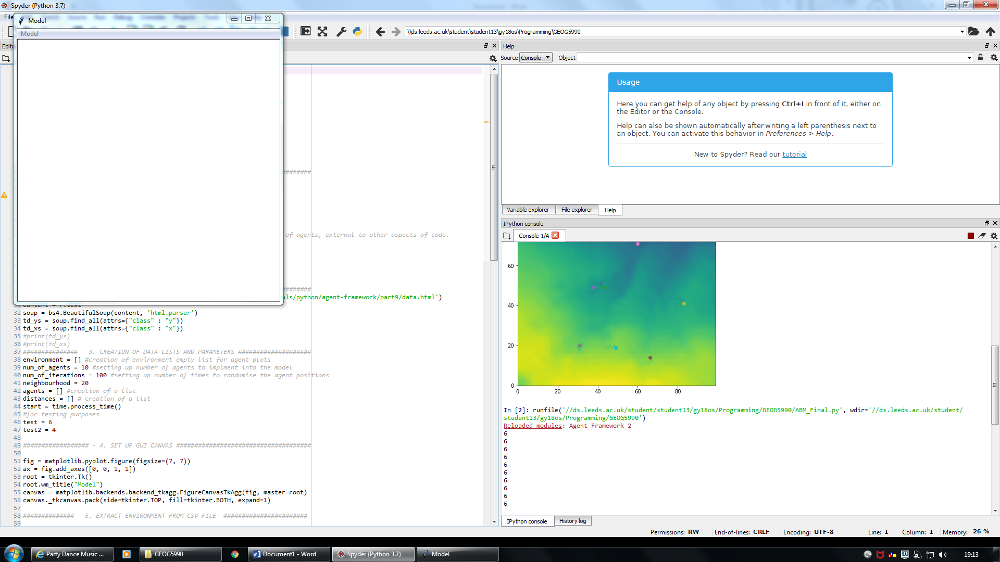 Spyder (Python 3.7)
Model
Model
\\ds.leeds.ac.uk\student\student13\gy18os\Programming\GEOG5990
Help
Source Console Object
Usage
Here you can get help of any object by pressing Ctrl+I in front of it, either on
the Editor or the Console.
Help can also be shown automatically after writing a left parenthesis next to
an object. You can activate this behavior in Preferences > Help.
New to Spyder? Read our tutorial
Variable explorer File explorer Help
of agents, external to other aspects of code.
als/python/agent-framework/part9/data.html')
32 soup = bs4.BeautifulSoup(content, 'html.parser')
33 td_ys = soup.find_all(attrs={"class" : "y"})
34 td_xs = soup.find_all(attrs={"class" : "x"})
35 #print(td_ys)
36 #print(td_xs)
37 ############### - 3. CREATION OF DATA LISTS AND PARAMETERS ####################
38 environment = [] #creation of environment empty list for agent plots
39 num_of_agents = 10 #setting up number of agents to implment into the model
40 num_of_iterations = 100 #setting up number of times to randomise the agent positions
41 neighbourhood = 20
42 agents = [] #creation of a list
43 distances = [] # creation of a list
44 start = time.process_time()
45 #for testing purposes
46 test = 6
47 test2 = 4
48
49 ################## - 4. SET UP GUI CANVAS #####################################
50
51 fig = matplotlib.pyplot.figure(figsize=(7, 7))
52 ax = fig.add_axes([0, 0, 1, 1])
53 root = tkinter.Tk()
54 root.wm_title("Model")
55 canvas = matplotlib.backends.backend_tkagg.FigureCanvasTkAgg(fig, master=root)
56 canvas._tkcanvas.pack(side=tkinter.TOP, fill=tkinter.BOTH, expand=1)
57
58 ############## - 5. EXTRACT ENVIRONMENT FROM CSV FILE- #######################
59
IPython console
Console 1/A
60
40
20
0
0 20 40 60 80
In [2]: runfile('//ds.leeds.ac.uk/student/student13/gy18os/Programming/GEOG5990/ABM_Final.py', wdir='//ds.leeds.ac.uk/student/
student13/gy18os/Programming/GEOG5990')
Reloaded modules: Agent_Framework_2
6
6
6
6
6
6
6
6
6
6
IPython console History log
Permissions: RW End-of-lines: CRLF Encoding: UTF-8 Line: 1 Column: 1 Memory: 26 %
Party Dance Music ... GEOG5990 Document1 - Word Spyder (Python 3.7) Model 19:13